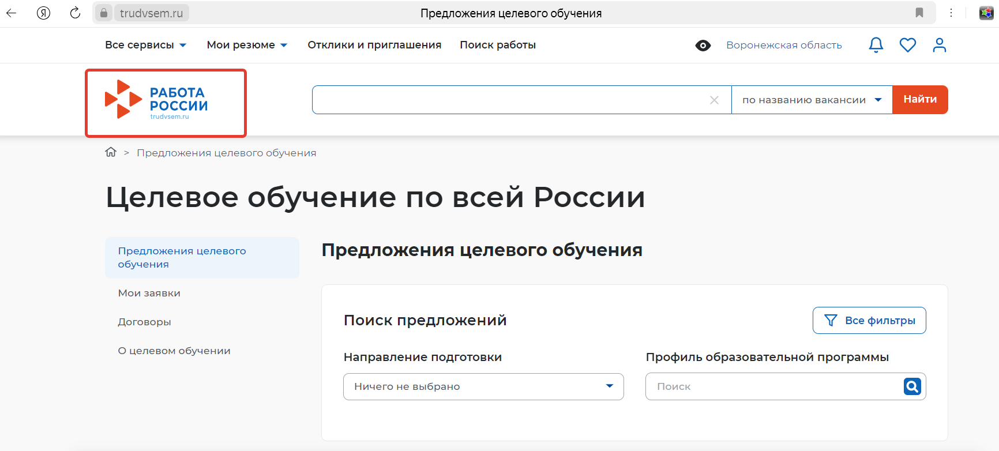 trudvsem.ru
Предложения целевого обучения
Все сервисы
Мои резюме
Отклики и приглашения
Поиск работы
Воронежская область
РАБОТА
РОССИИ
trudvsem.ru
по названию вакансии
Найти
> Предложения целевого обучения
Целевое обучение по всей России
Предложения целевого
обучения
Мои заявки
Договоры
О целевом обучении
Предложения целевого обучения
Поиск предложений
Все фильтры
Направление подготовки
Ничего не выбрано
Профиль образовательной программы
Поиск